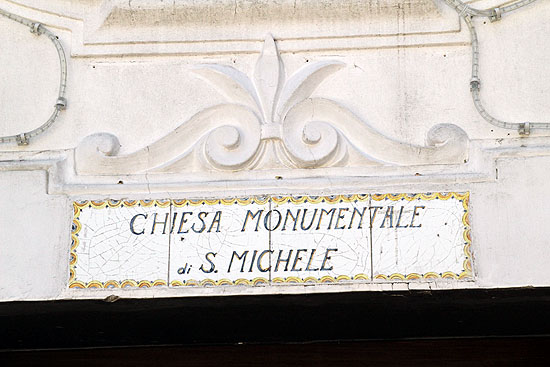 CHIESA MONUMENTALE
di S. MICHELE